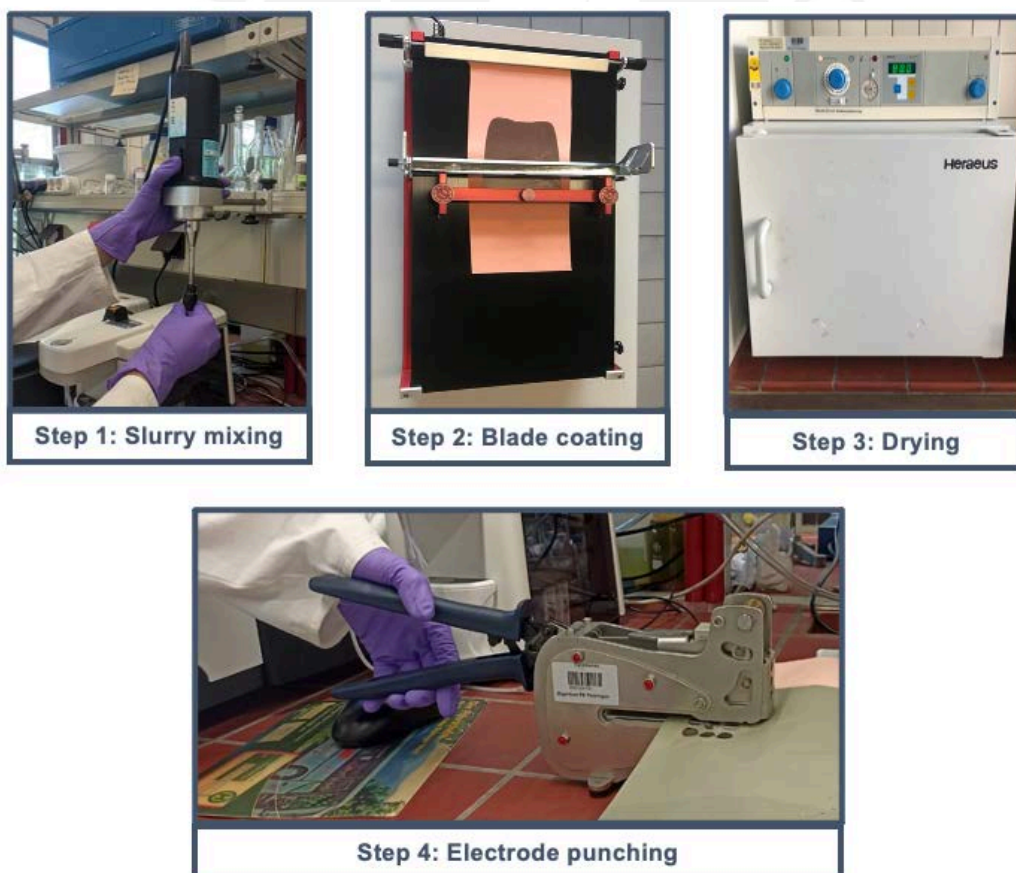 Step 1: Slurry mixing
Step 2: Blade coating
Heraeus
Step 3: Drying
Step 4: Electrode punching